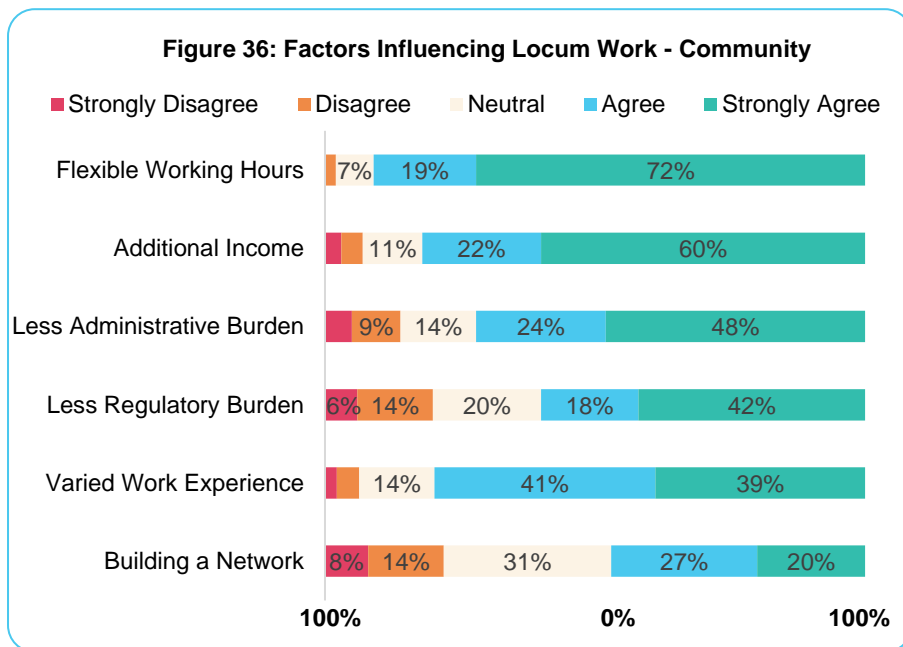 Figure 36: Factors Influencing Locum Work - Community
Strongly Disagree Disagree Neutral Agree Strongly Agree
Flexible Working Hours 7% 19% 72%
Additional Income 11% 22% 60%
Less Administrative Burden 9% 14% 24% 48%
Less Regulatory Burden 6% 14% 20% 18% 42%
Varied Work Experience 14% 41% 39%
Building a Network 8% 14% 31% 27% 20%
100% 0% 100%